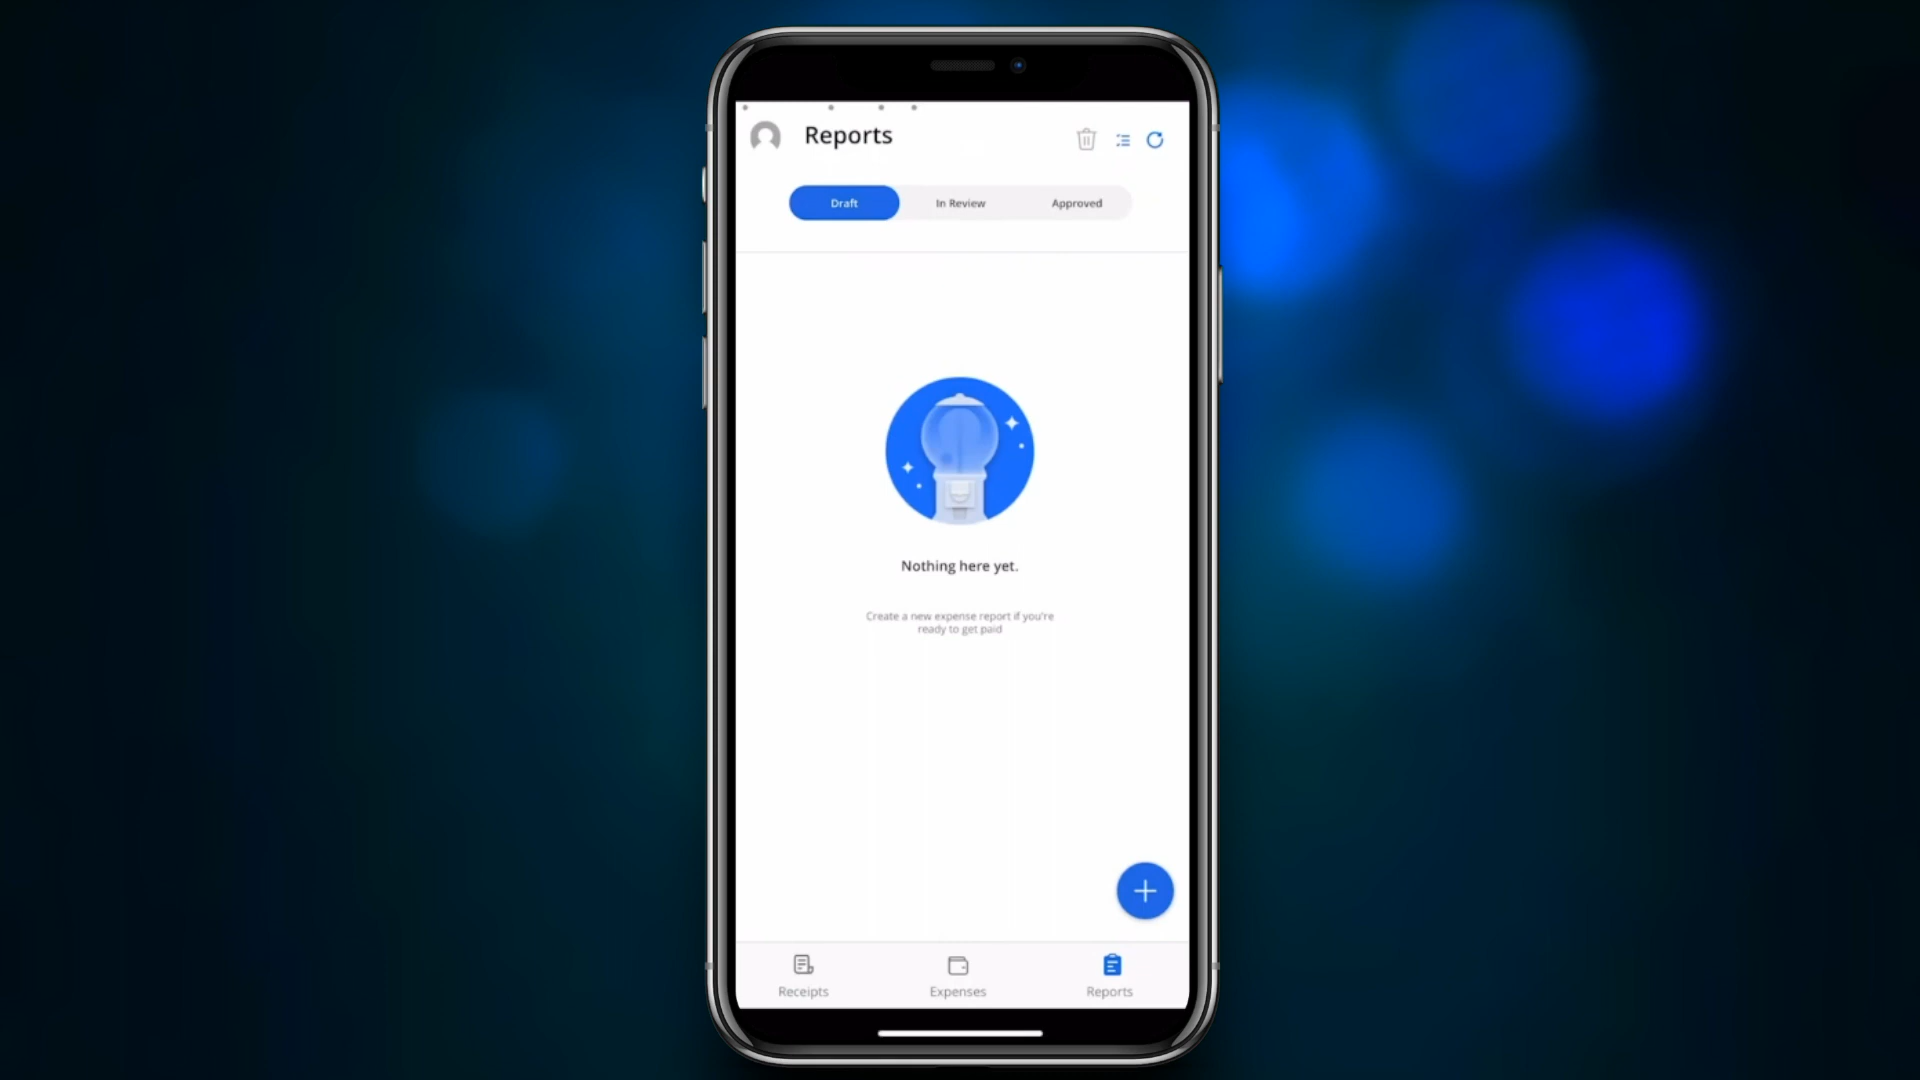 Reports
Draft
In Review
Approved
Nothing here yet.
Create a new expense report if you're
ready to get paid
Receipts
Expenses
Reports